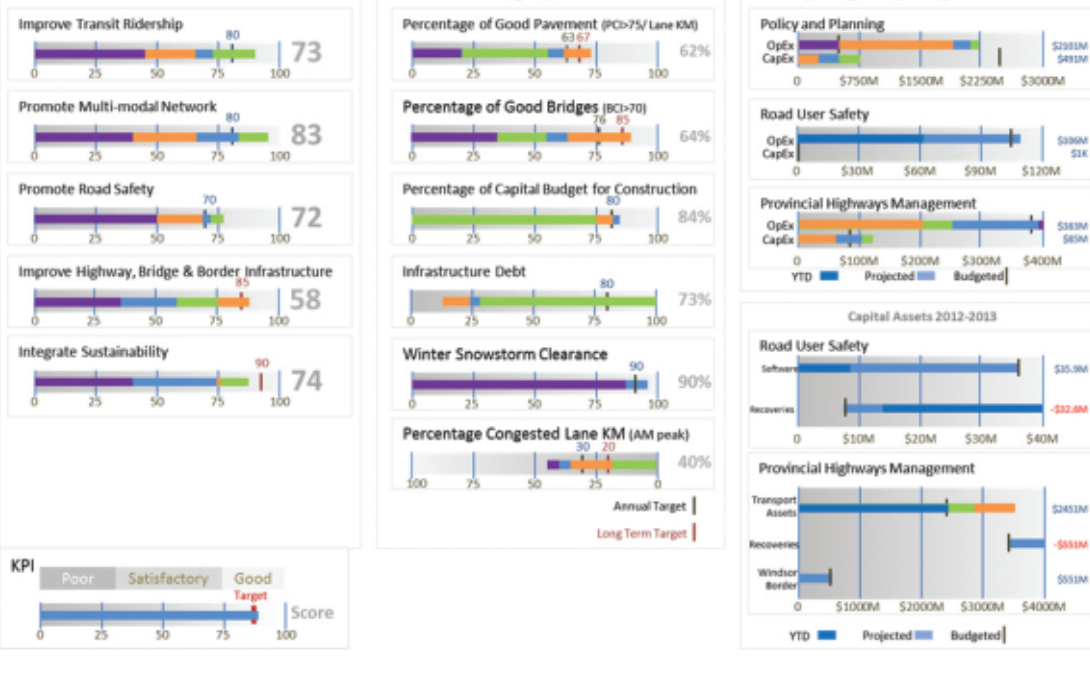 Improve Transit Ridership
80
73
0 25 50 75 100
Promote Multi-modal Network
80
83
0 25 50 75 100
Promote Road Safety
70
72
0 25 50 75 100
Improve Highway, Bridge & Border Infrastructure
85
58
0 25 50 75 100
Integrate Sustainability
90
74
0 25 50 75 100
KPI
Poor Satisfactory Good
Target
Score
0 25 50 75 100
Percentage of Good Pavement (PCI>75/ Lane KM)
63 67
62%
0 25 50 75 100
Percentage of Good Bridges (BCI>70)
76 85
64%
0 25 50 75 100
Percentage of Capital Budget for Construction
80
84%
0 25 50 75 100
Infrastructure Debt
80
73%
0 25 50 75 100
Winter Snowstorm Clearance
90
90%
0 25 50 75 100
Percentage Congested Lane KM (AM peak)
30 20
40%
100 75 50 25 0
Annual Target
Long Term Target
Policy and Planning
OpEx $2101M
CapEx $491M
0 $750M $1500M $2250M $3000M
Road User Safety
OpEx $106M
CapEx $1K
0 $30M $60M $90M $120M
Provincial Highways Management
OpEx $383M
CapEx $85M
0 $100M $200M $300M $400M
YTD Projected Budgeted
Capital Assets 2012-2013
Road User Safety
Software $35.9M
Recoveries -$32.6M
0 $10M $20M $30M $40M
Provincial Highways Management
Transport
Assets
$2451M
Recoveries -$551M
Windsor
Border
$551M
0 $1000M $2000M $3000M $4000M
YTD Projected Budgeted